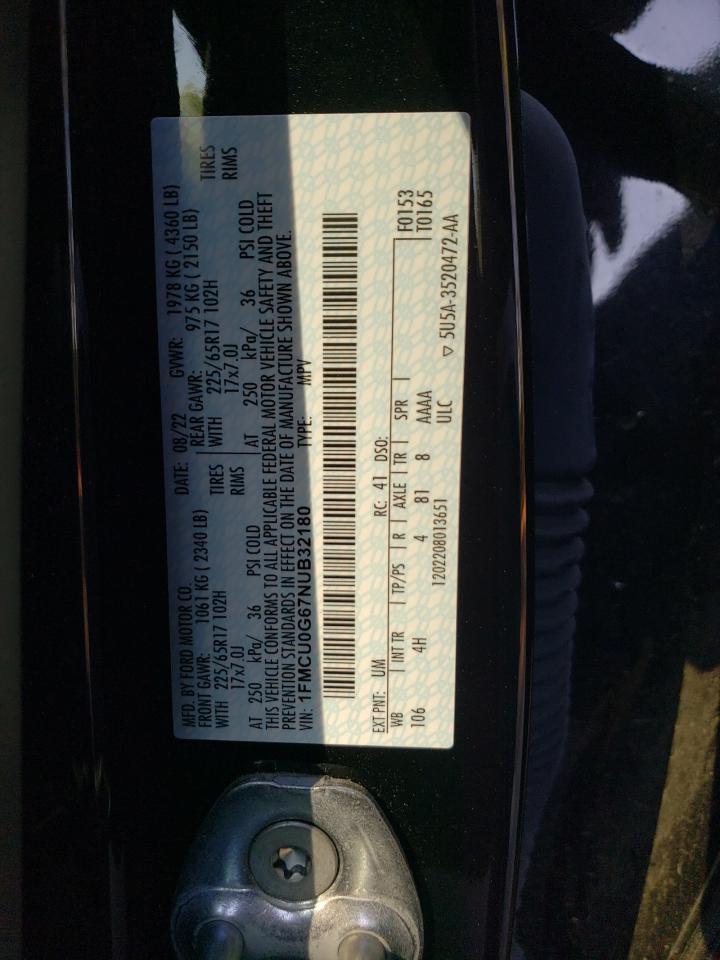 MFD. BY FORD MOTOR CO. DATE: 08/22 GVWR: 1978 KG ( 4360 LB)
FRONT GAWR: 1061 KG ( 2340 LB) REAR GAWR: 975 KG ( 2150 LB)
WITH 225/65R17 102H TIRES WITH 225/65R17 102H TIRES
17x7.0J RIMS 17x7.0J RIMS
AT 250 kPa/ 36 PSI COLD AT 250 kPa/ 36 PSI COLD
THIS VEHICLE CONFORMS TO ALL APPLICABLE FEDERAL MOTOR VEHICLE SAFETY AND THEFT
PREVENTION STANDARDS IN EFFECT ON THE DATE OF MANUFACTURE SHOWN ABOVE.
VIN: 1FMCU0G67NUB32180 TYPE: MPV
EXT PNT: UM RC: 41 DSO: F0153
WB INT TR TP/PS R AXLE TR SPR T0165
106 4H 4 81 8 AAAA
1202208013651 ULC ▽ 5U5A-3520472-AA